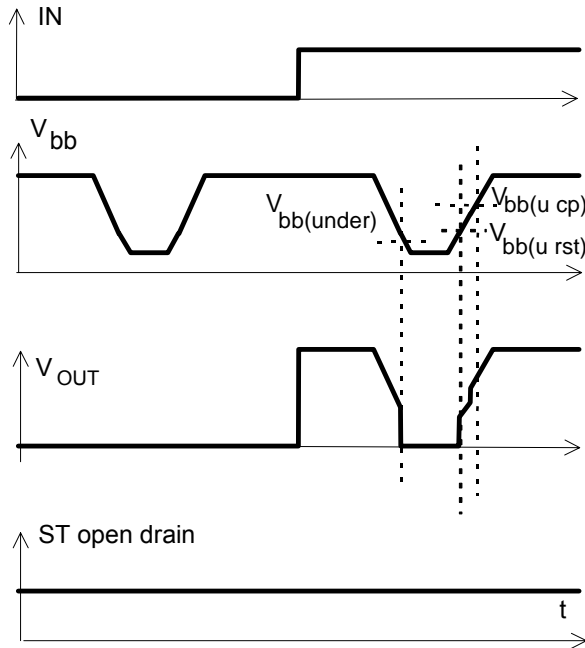 IN
V bb
V bb(under)
V bb(u cp)
V bb(u rst)
V OUT
ST open drain
t